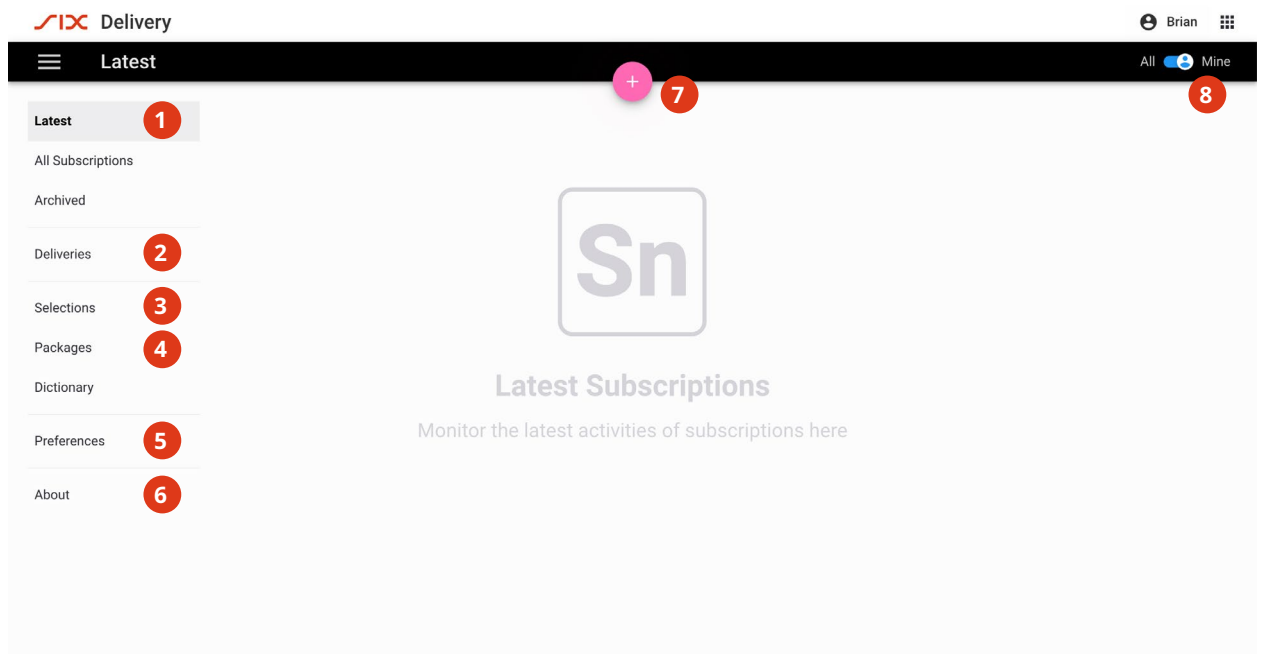 SIX Delivery
Brian
Latest
All Mine
7
8
Latest 1
All Subscriptions
Archived
Deliveries 2
Selections 3
Packages 4
Dictionary
Preferences 5
About 6
Sn
Latest Subscriptions
Monitor the latest activities of subscriptions here